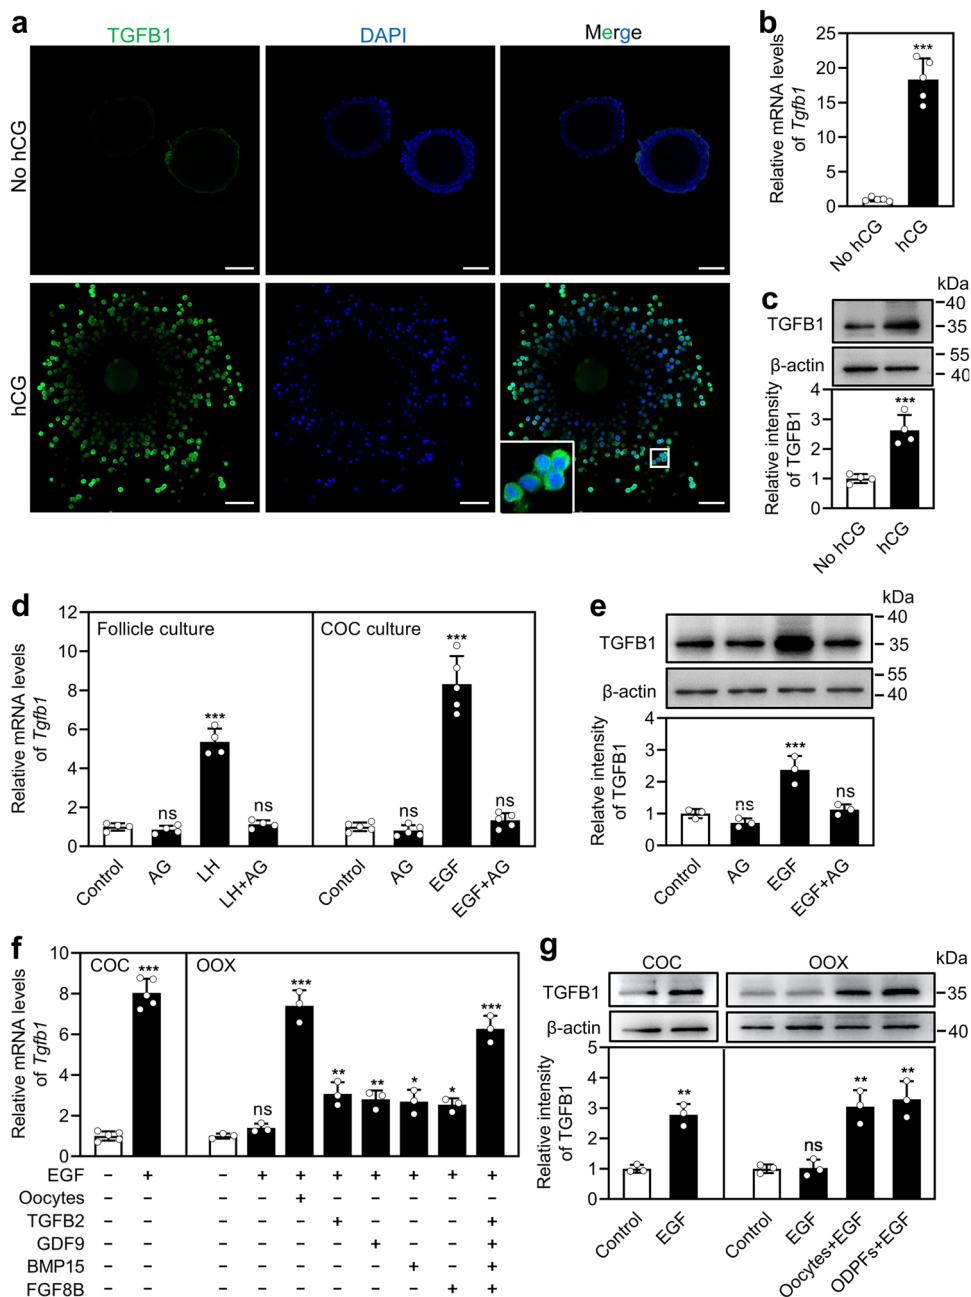 a
TGFB1
DAPI
Merge
No hCG
hCG
b
Relative mRNA levels
of Tgfb1
25
20
15
10
5
0
***
No hCG
hCG
c
kDa
TGFB1
40
35
β-actin
55
40
Relative intensity
of TGFB1
4
3
2
1
0
***
No hCG
hCG
d
Relative mRNA levels
of Tgfb1
12
10
8
6
4
2
0
Follicle culture
COC culture
ns
***
ns
ns
***
ns
Control
AG
LH
LH+AG
Control
AG
EGF
EGF+AG
e
kDa
TGFB1
40
35
β-actin
55
40
Relative intensity
of TGFB1
4
3
2
1
0
ns
***
ns
Control
AG
EGF
EGF+AG
f
Relative mRNA levels
of Tgfb1
10
8
6
4
2
0
COC
OOX
***
ns
***
**
**
*
*
***
EGF – + – + + + + + + +
Oocytes – – – – + – – – – –
TGFB2 – – – – – + – – – +
GDF9 – – – – – – + – – +
BMP15 – – – – – – – + – +
FGF8B – – – – – – – – + +
g
COC
OOX
kDa
TGFB1
35
β-actin
40
Relative intensity
of TGFB1
5
4
3
2
1
0
**
ns
**
**
Control
EGF
Control
EGF
Oocytes+EGF
ODPFs+EGF